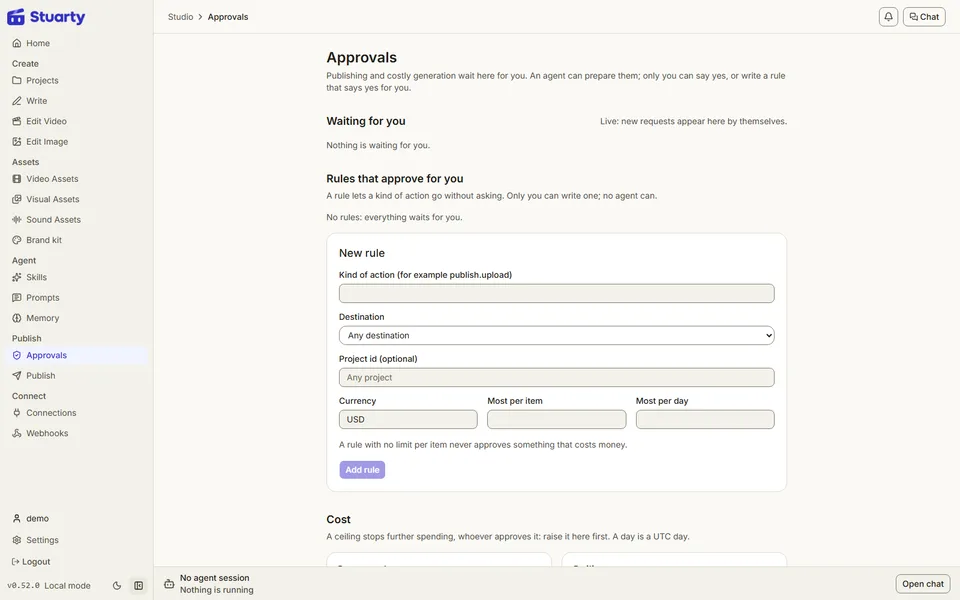 Stuarty
Home
Create
Projects
Write
Edit Video
Edit Image
Assets
Video Assets
Visual Assets
Sound Assets
Brand kit
Agent
Skills
Prompts
Memory
Publish
Approvals
Publish
Connect
Connections
Webhooks
demo
Settings
Logout
v0.52.0 Local mode
Studio > Approvals
Chat
Approvals
Publishing and costly generation wait here for you. An agent can prepare them; only you can say yes, or write a rule
that says yes for you.
Waiting for you
Live: new requests appear here by themselves.
Nothing is waiting for you.
Rules that approve for you
A rule lets a kind of action go without asking. Only you can write one; no agent can.
No rules: everything waits for you.
New rule
Kind of action (for example publish.upload)
Destination
Any destination
Project id (optional)
Any project
Currency Most per item Most per day
USD
A rule with no limit per item never approves something that costs money.
Add rule
Cost
A ceiling stops further spending, whoever approves it: raise it here first. A day is a UTC day.
No agent session
Nothing is running
Open chat